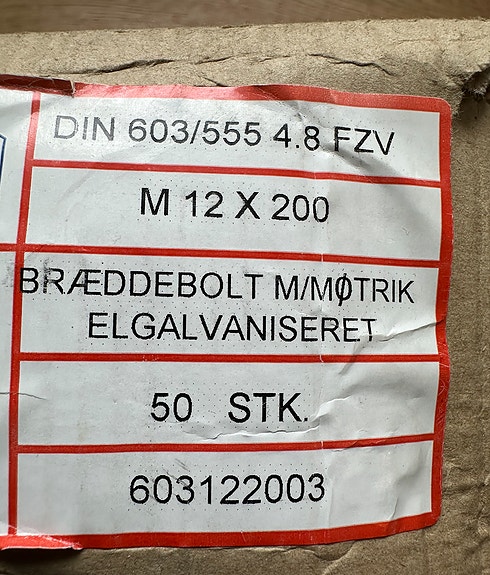 DIN 603/555 4.8 FZV
M 12 X 200
BRÆDDEBOLT M/MØTRIK
ELGALVANISERET
50 STK.
603122003